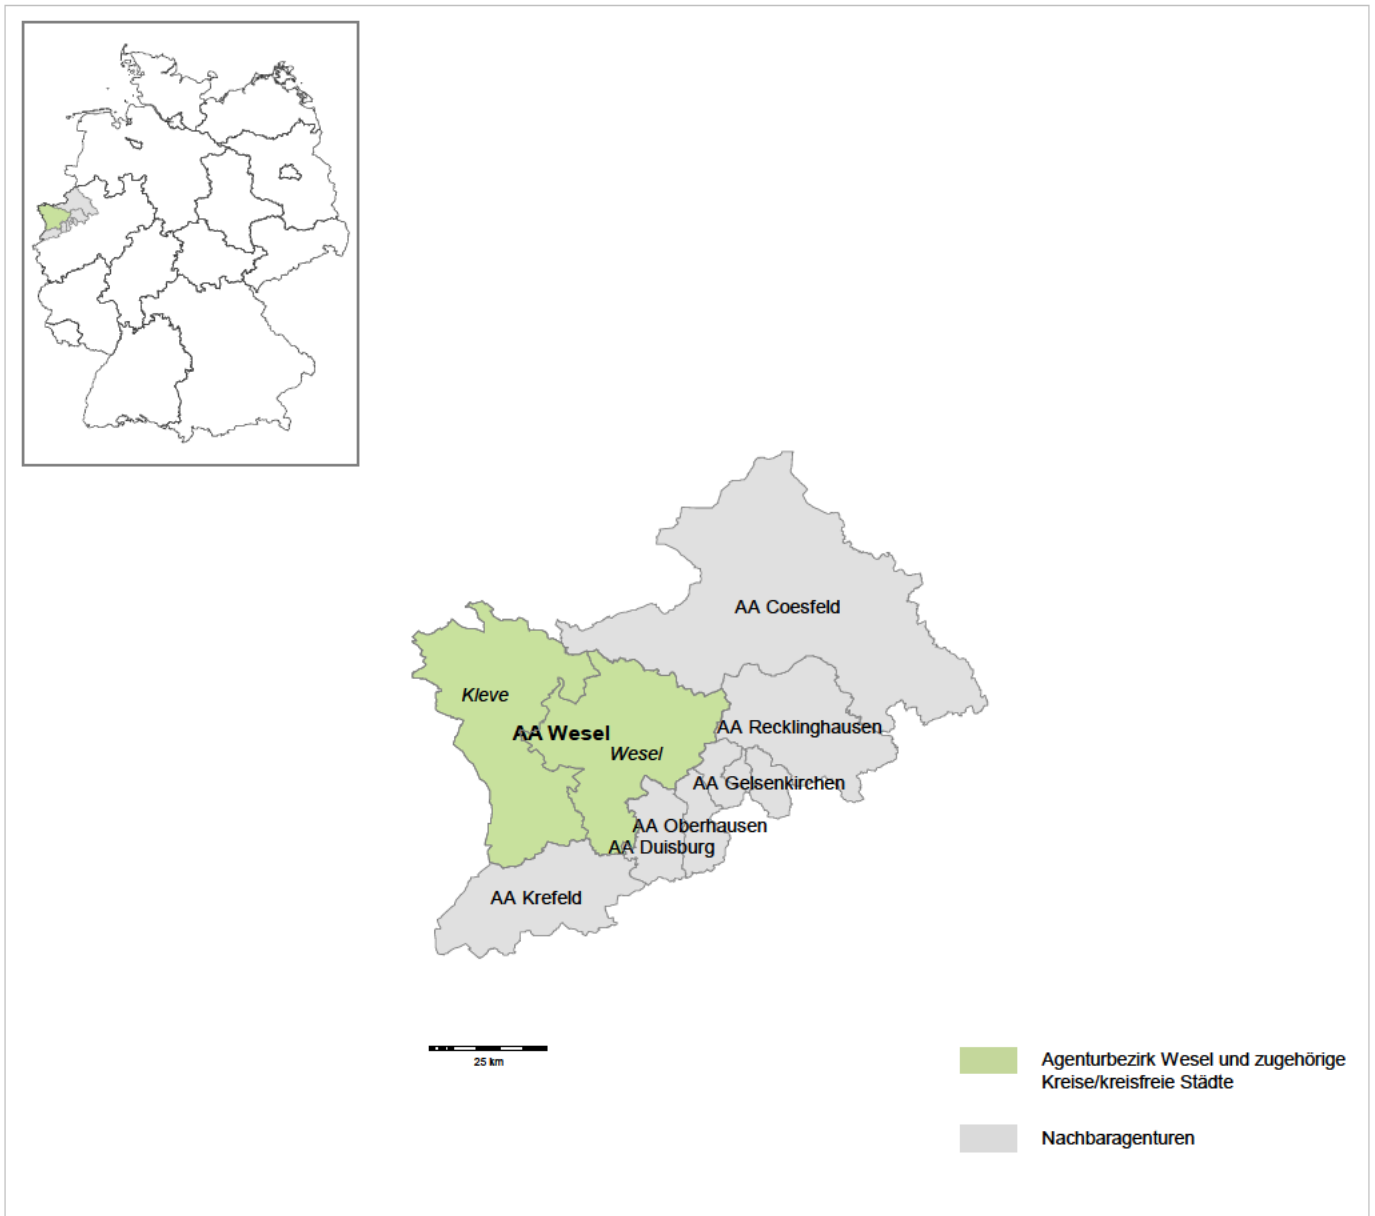 AA Coesfeld
Kleve
AA Wesel
Wesel
AA Recklinghausen
AA Gelsenkirchen
AA Oberhausen
AA Duisburg
AA Krefeld
25 km
Agenturbezirk Wesel und zugehörige
Kreise/kreisfreie Städte
Nachbaragenturen